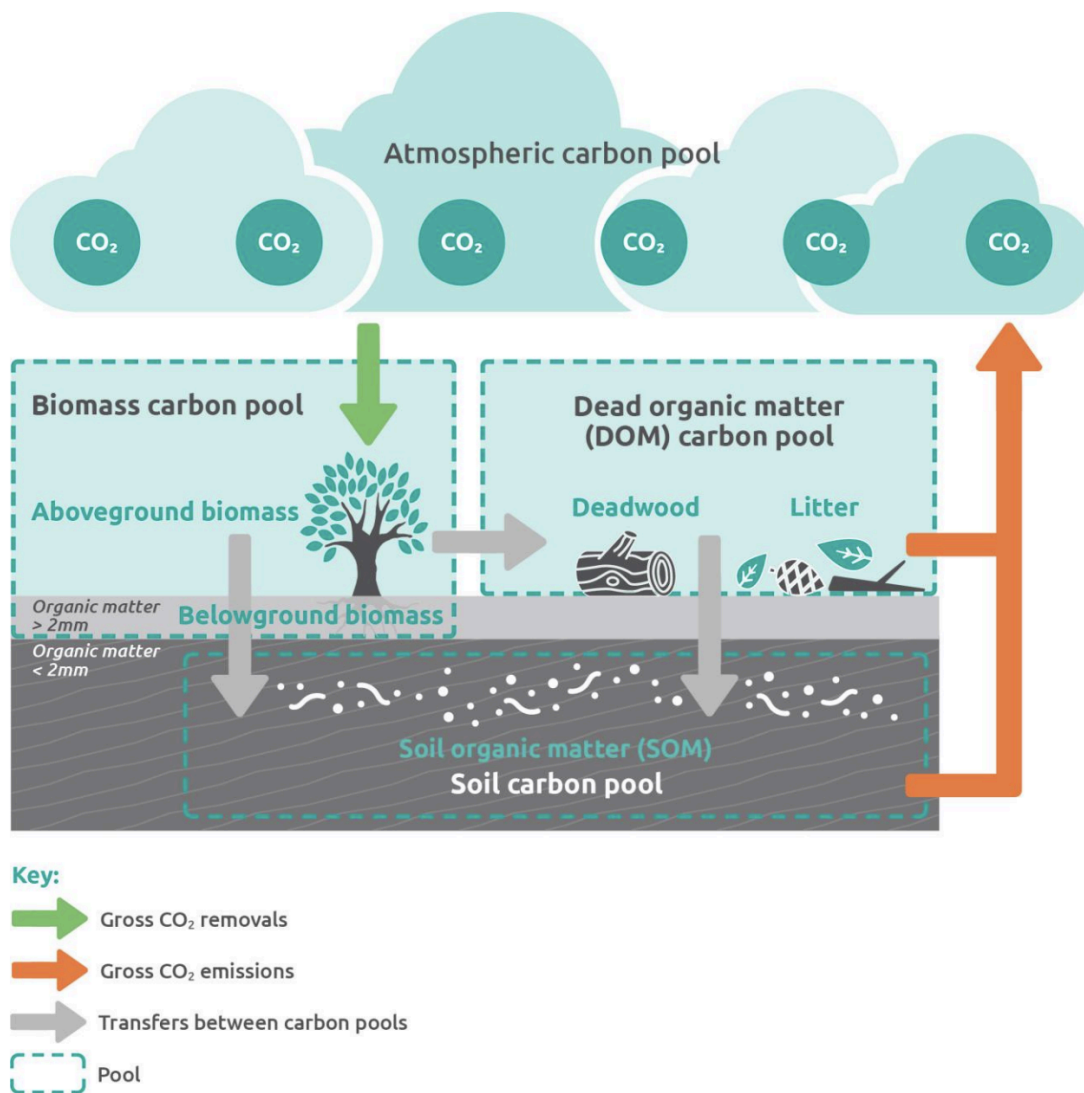 Atmospheric carbon pool
CO₂ CO₂ CO₂ CO₂ CO₂ CO₂
Biomass carbon pool
Aboveground biomass
Organic matter
> 2mm
Belowground biomass
Dead organic matter
(DOM) carbon pool
Deadwood
Litter
Organic matter
< 2mm
Soil organic matter (SOM)
Soil carbon pool
Key:
Gross CO₂ removals
Gross CO₂ emissions
Transfers between carbon pools
Pool